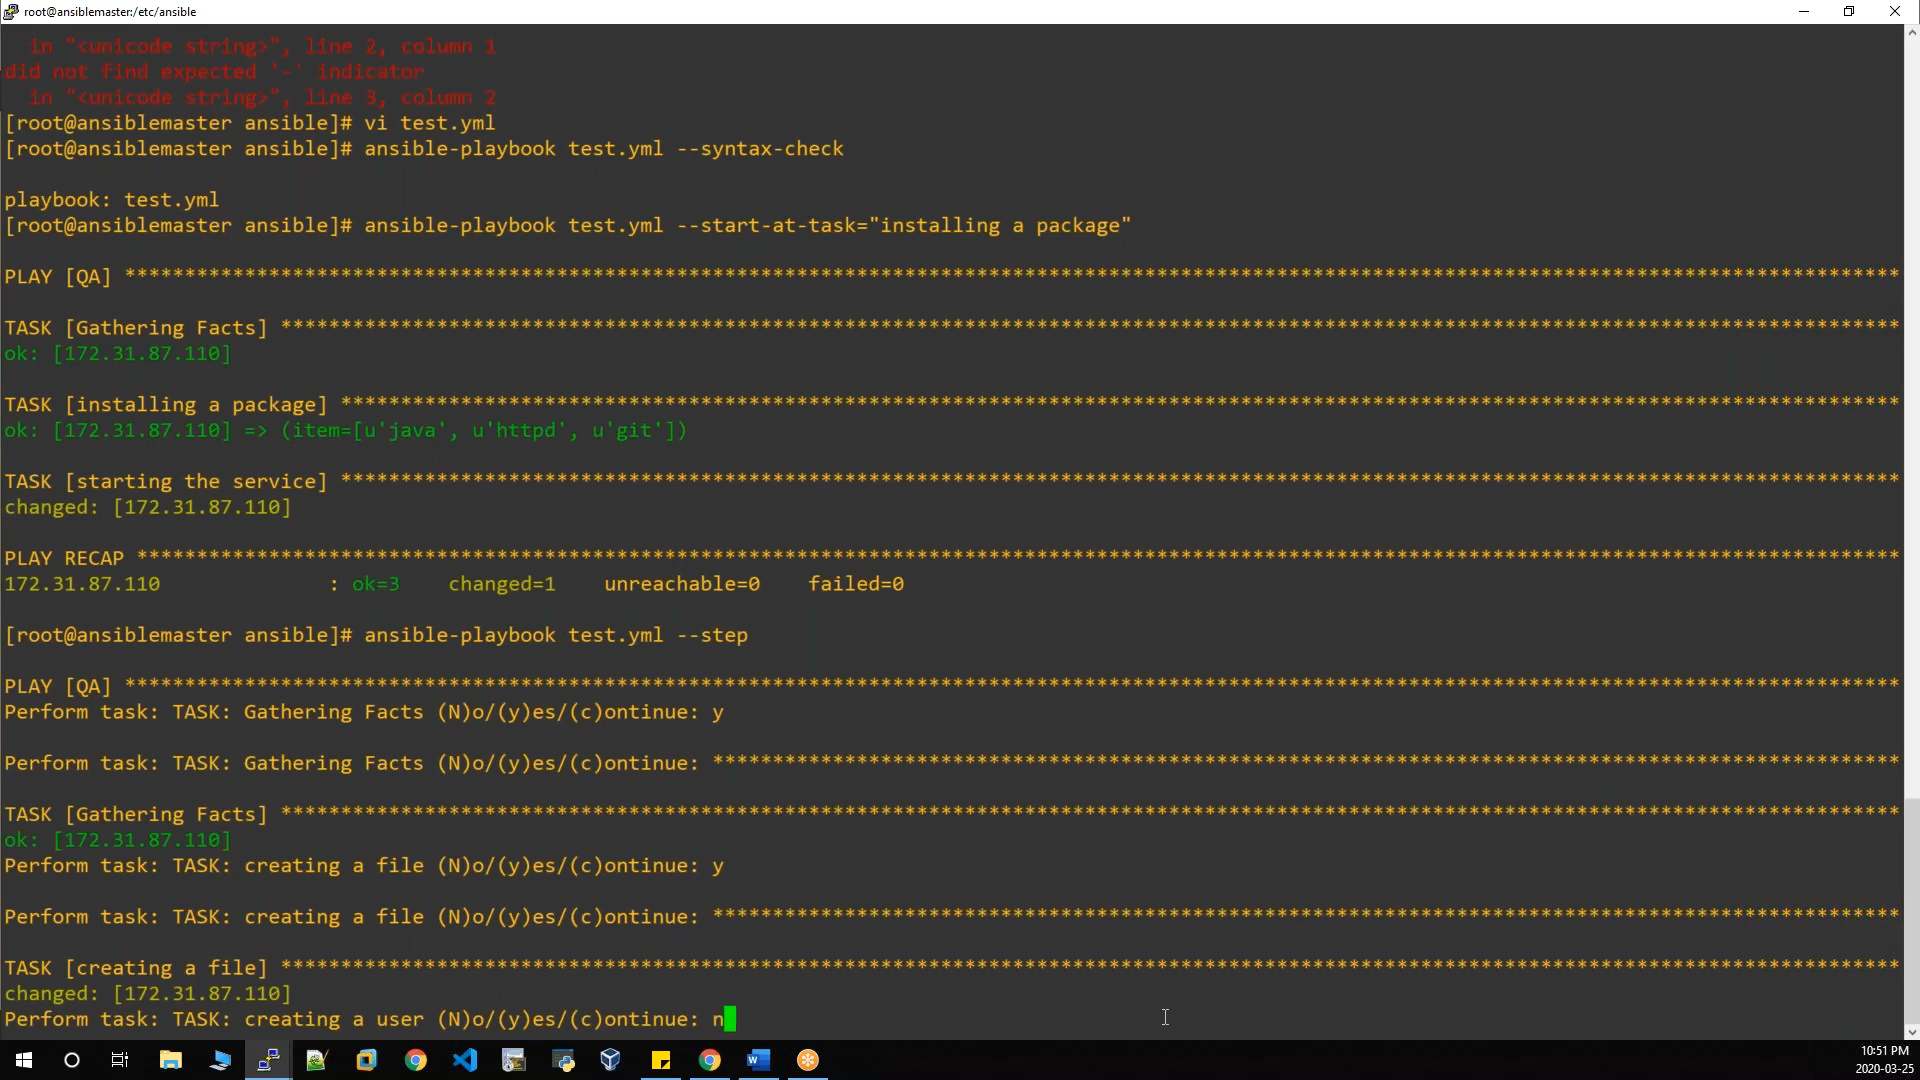 root@ansiblemaster:/etc/ansible
in "<unicode string>", line 2, column 1
did not find expected '-' indicator
in "<unicode string>", line 3, column 2
[root@ansiblemaster ansible]# vi test.yml
[root@ansiblemaster ansible]# ansible-playbook test.yml --syntax-check
playbook: test.yml
[root@ansiblemaster ansible]# ansible-playbook test.yml --start-at-task="installing a package"
PLAY [QA] ****************************************************************************************************************************************************
TASK [Gathering Facts] ***************************************************************************************************************************************
ok: [172.31.87.110]
TASK [installing a package] **********************************************************************************************************************************
ok: [172.31.87.110] => (item=[u'java', u'httpd', u'git'])
TASK [starting the service] **********************************************************************************************************************************
changed: [172.31.87.110]
PLAY RECAP ***************************************************************************************************************************************************
172.31.87.110 : ok=3 changed=1 unreachable=0 failed=0
[root@ansiblemaster ansible]# ansible-playbook test.yml --step
PLAY [QA] ****************************************************************************************************************************************************
Perform task: TASK: Gathering Facts (N)o/(y)es/(c)ontinue: y
Perform task: TASK: Gathering Facts (N)o/(y)es/(c)ontinue: ***************************************************************************************************
TASK [Gathering Facts] ***************************************************************************************************************************************
ok: [172.31.87.110]
Perform task: TASK: creating a file (N)o/(y)es/(c)ontinue: y
Perform task: TASK: creating a file (N)o/(y)es/(c)ontinue: ***************************************************************************************************
TASK [creating a file] ***************************************************************************************************************************************
changed: [172.31.87.110]
Perform task: TASK: creating a user (N)o/(y)es/(c)ontinue: n
10:51 PM
2020-03-25